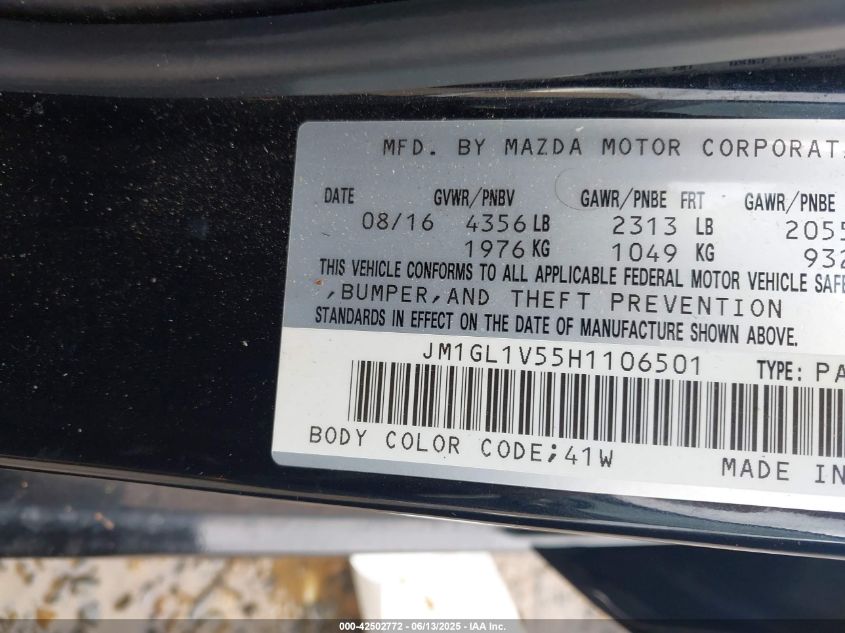 MFD. BY MAZDA MOTOR CORPORAT
DATE GVWR/PNBV GAWR/PNBE FRT GAWR/PNBE
08/16 4356 LB 2313 LB 2055
1976 KG 1049 KG 932
THIS VEHICLE CONFORMS TO ALL APPLICABLE FEDERAL MOTOR VEHICLE SAFE
,BUMPER,AND THEFT PREVENTION
STANDARDS IN EFFECT ON THE DATE OF MANUFACTURE SHOWN ABOVE.
JM1GL1V55H1106501 TYPE: PA
BODY COLOR CODE;41W
MADE IN
000-42502772 - 06/13/2025 - IAA Inc.